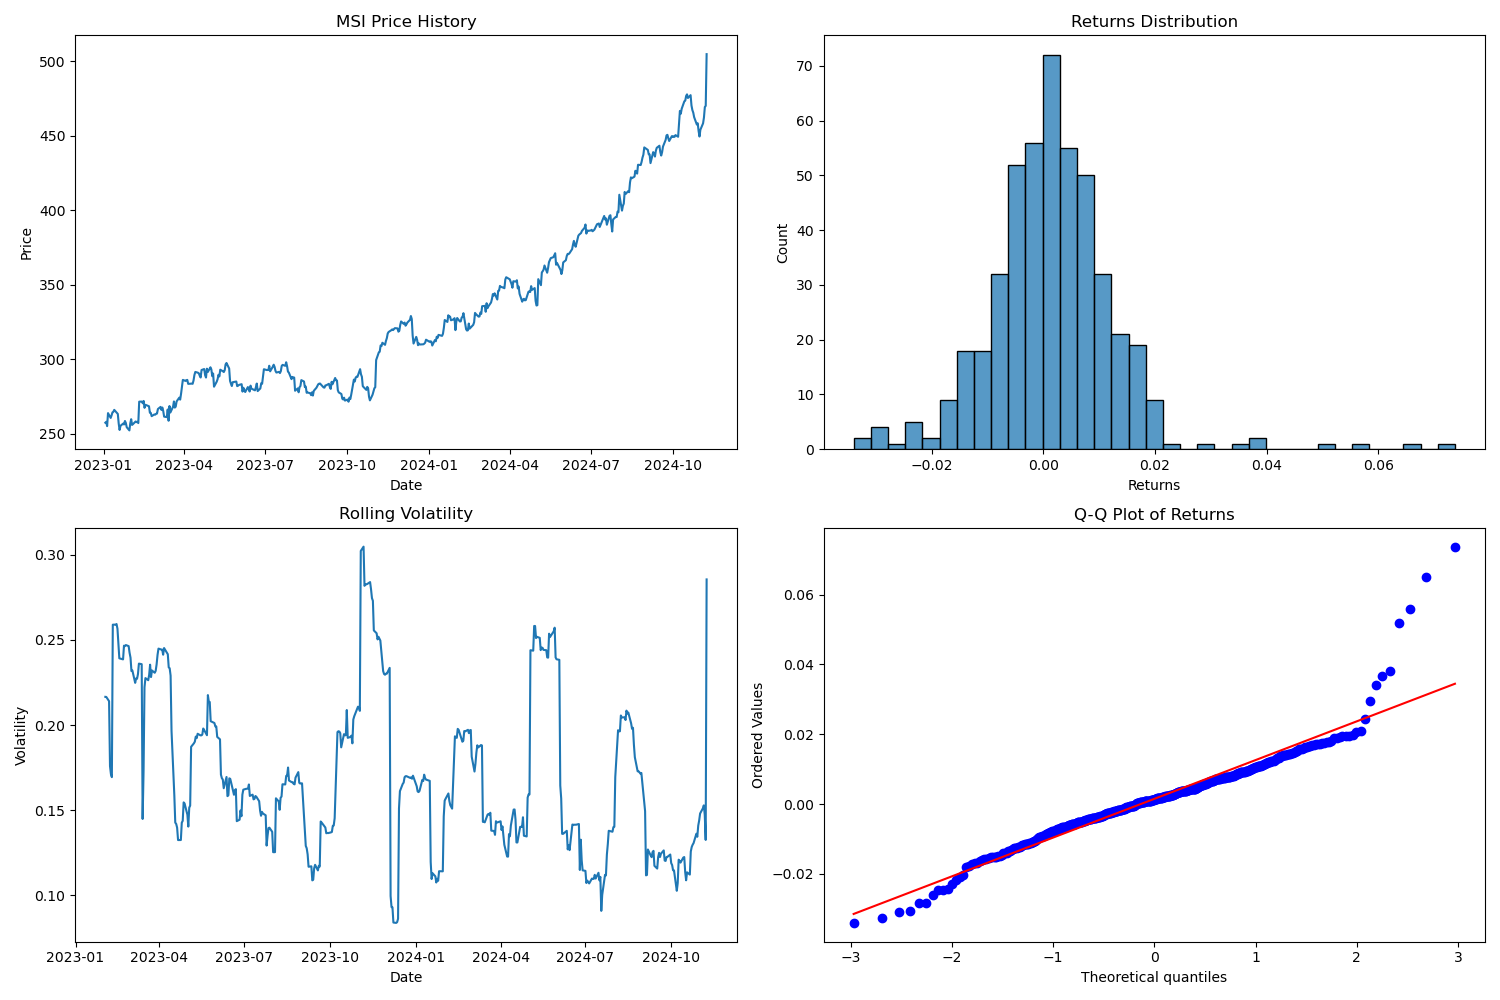 MSI Price History
500
450
400
350
300
250
Price
2023-01 2023-04 2023-07 2023-10 2024-01 2024-04 2024-07 2024-10
Date
Returns Distribution
70
60
50
40
30
20
10
0
Count
−0.02 0.00 0.02 0.04 0.06
Returns
Rolling Volatility
0.30
0.25
0.20
0.15
0.10
Volatility
2023-01 2023-04 2023-07 2023-10 2024-01 2024-04 2024-07 2024-10
Date
Q-Q Plot of Returns
0.06
0.04
0.02
0.00
−0.02
Ordered Values
−3 −2 −1 0 1 2 3
Theoretical quantiles